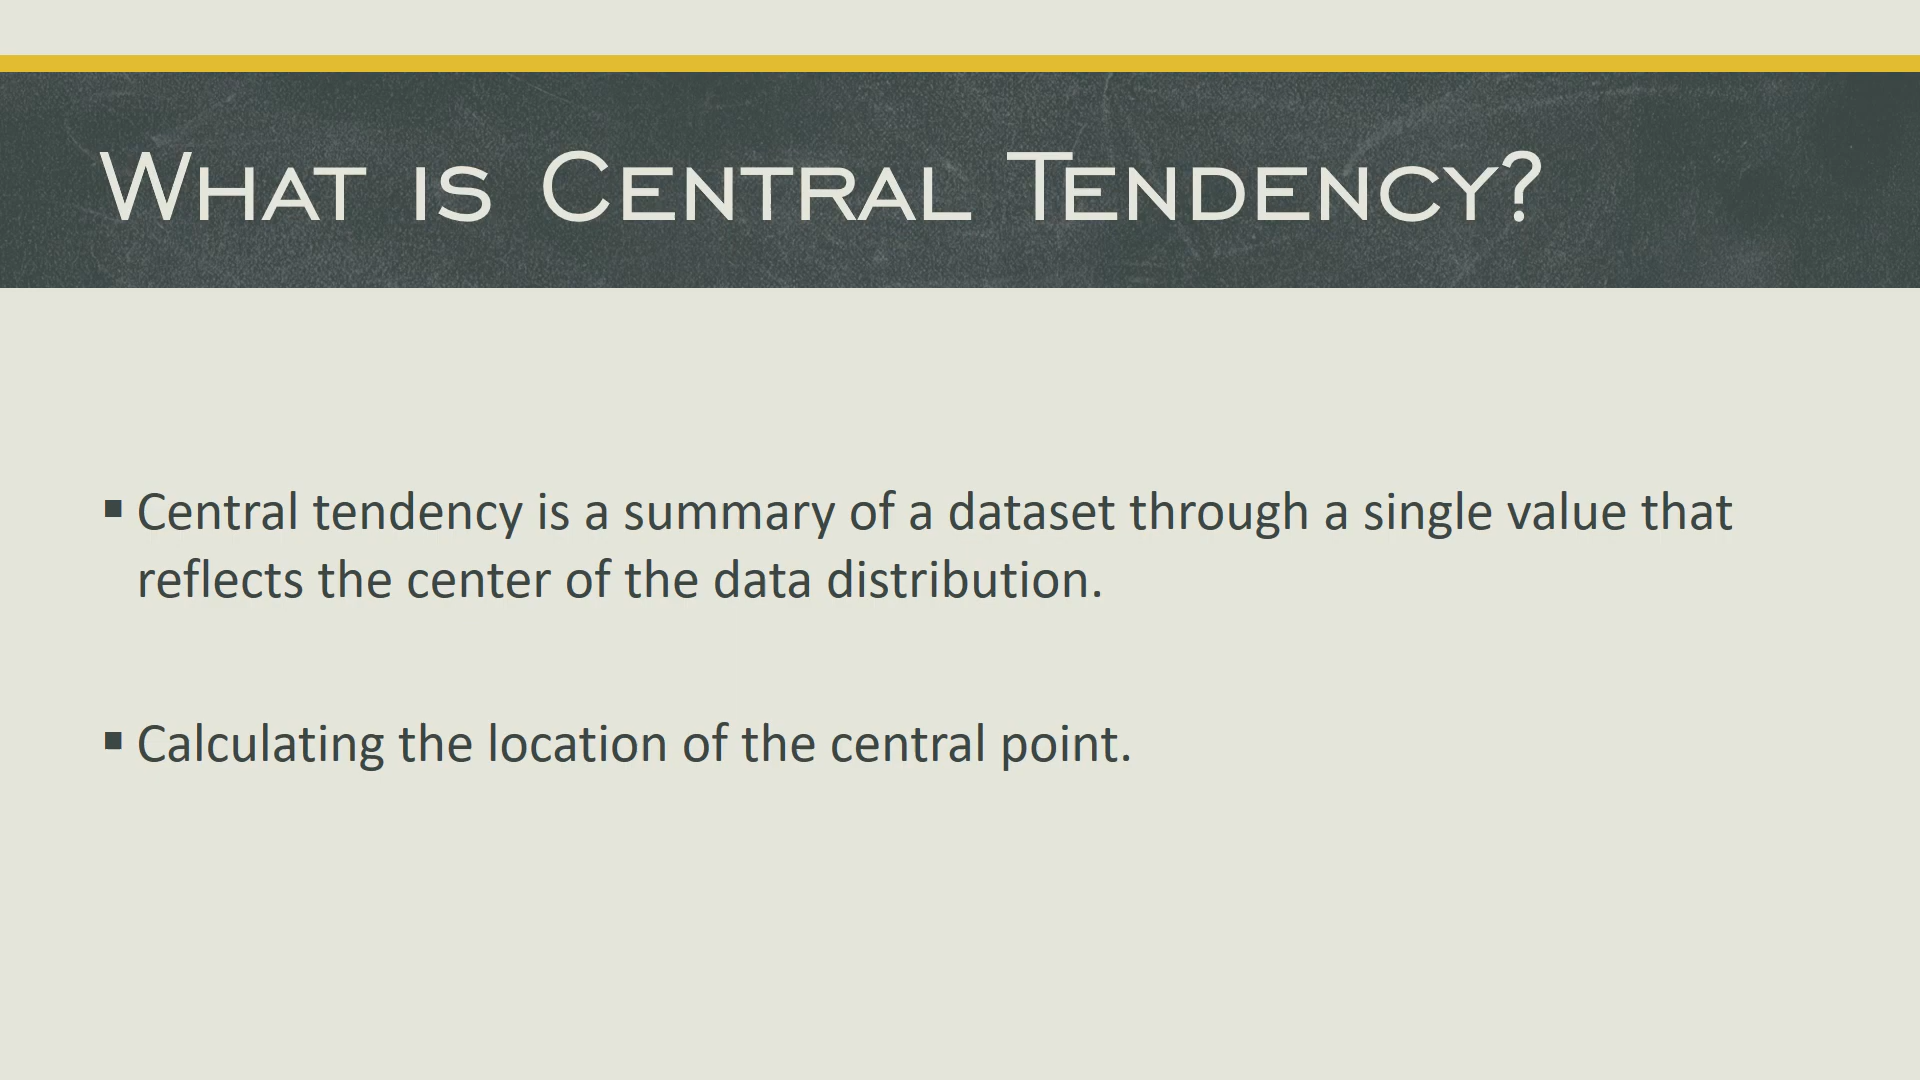 What is Central Tendency?
▪ Central tendency is a summary of a dataset through a single value that
reflects the center of the data distribution.
▪ Calculating the location of the central point.